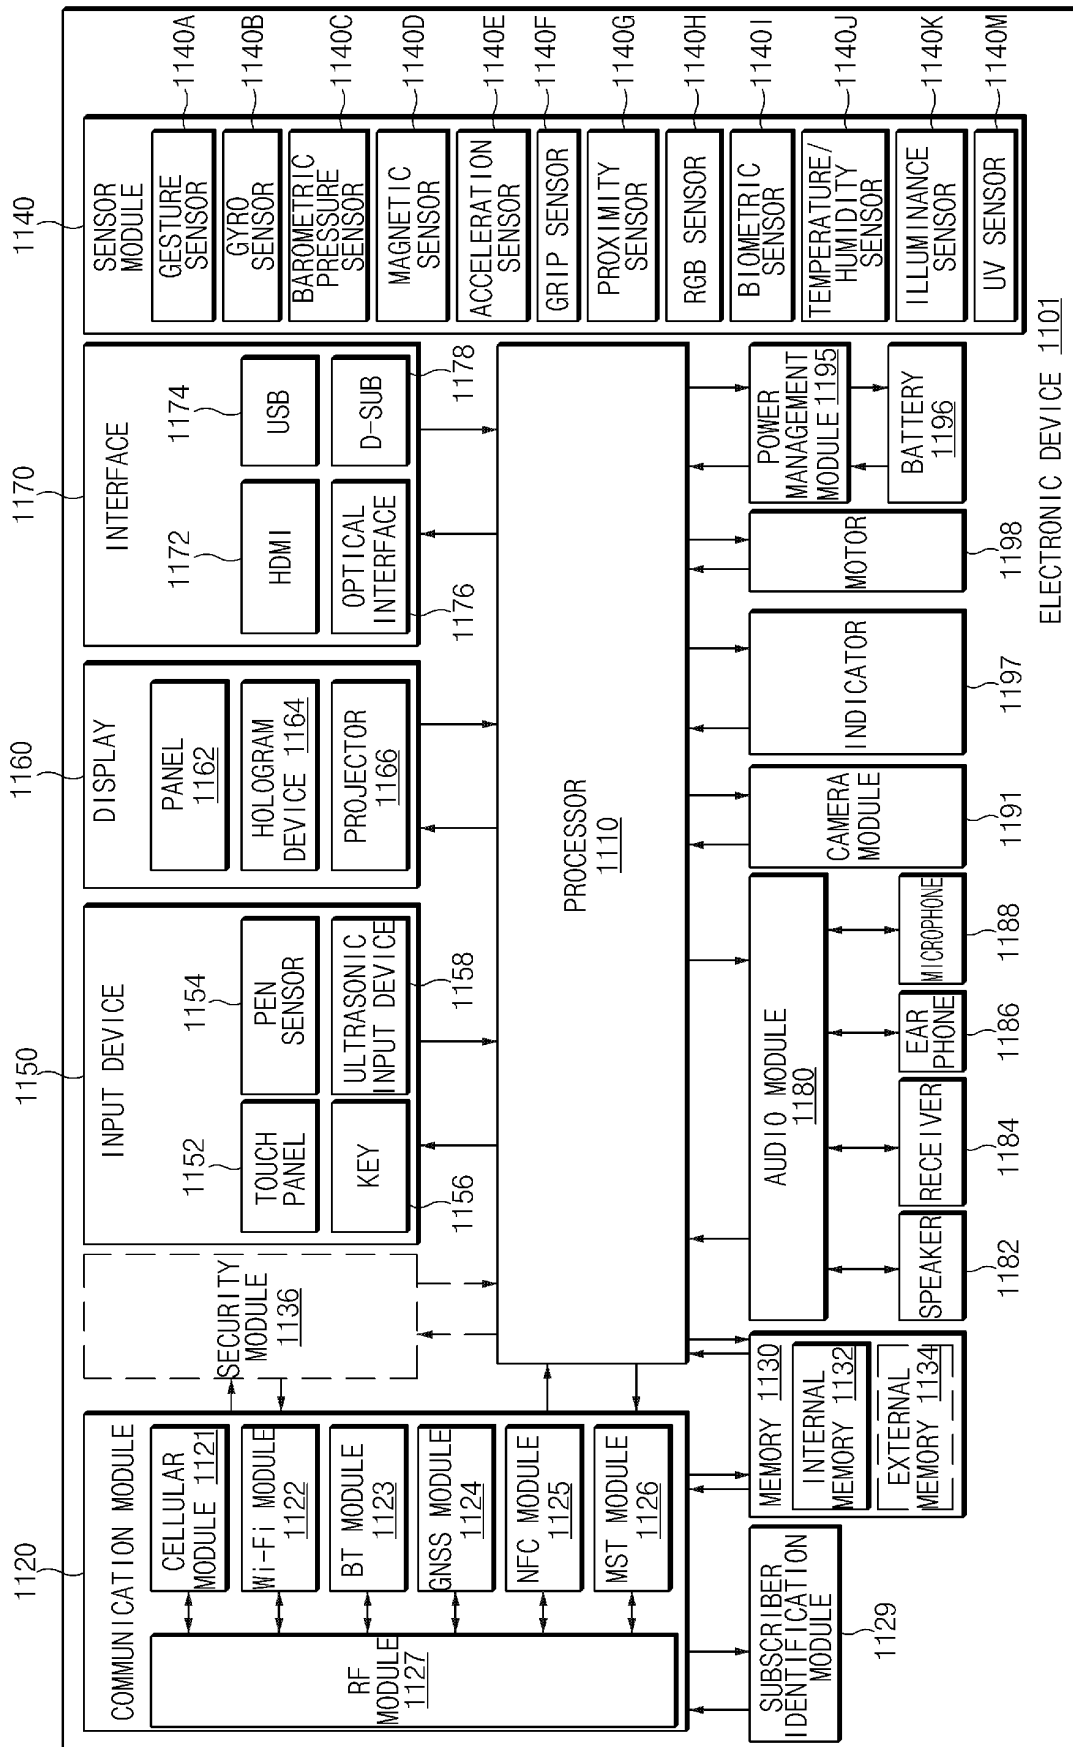 1120
COMMUNICATION MODULE
CELLULAR
MODULE 1121
Wi-Fi MODULE
1122
BT MODULE
1123
GNSS MODULE
1124
NFC MODULE
1125
MST MODULE
1126
RF
MODULE
1127
SUBSCRIBER
IDENTIFICATION
MODULE
1129
SECURITY
MODULE
1136
MEMORY 1130
INTERNAL
MEMORY 1132
EXTERNAL
MEMORY 1134
1150
INPUT DEVICE
1152
TOUCH
PANEL
1154
PEN
SENSOR
KEY
1156
ULTRASONIC
INPUT DEVICE
1158
1160
DISPLAY
PANEL
1162
HOLOGRAM
DEVICE 1164
PROJECTOR
1166
1170
INTERFACE
1172
HDMI
1174
USB
OPTICAL
INTERFACE
1176
D-SUB
1178
1140
SENSOR
MODULE
GESTURE
SENSOR
1140A
GYRO
SENSOR
1140B
BAROMETRIC
PRESSURE
SENSOR
1140C
MAGNETIC
SENSOR
1140D
ACCELERATION
SENSOR
1140E
GRIP SENSOR
1140F
PROXIMITY
SENSOR
1140G
RGB SENSOR
1140H
BIOMETRIC
SENSOR
1140I
TEMPERATURE/
HUMIDITY
SENSOR
1140J
ILLUMINANCE
SENSOR
1140K
UV SENSOR
1140M
PROCESSOR
1110
AUDIO MODULE
1180
SPEAKER
1182
RECEIVER
1184
EAR
PHONE
1186
MICROPHONE
1188
CAMERA
MODULE
1191
INDICATOR
1197
MOTOR
1198
POWER
MANAGEMENT
MODULE 1195
BATTERY
1196
ELECTRONIC DEVICE 1101